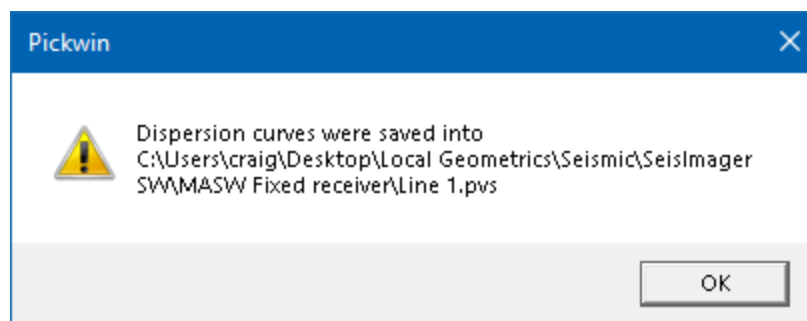 Pickwin
Dispersion curves were saved into
C:\Users\craig\Desktop\Local Geometrics\Seismic\SeisImager
SW\MASW Fixed receiver\Line 1.pvs
OK